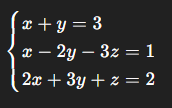 x + y = 3
x − 2y − 3z = 1
2x + 3y + z = 2